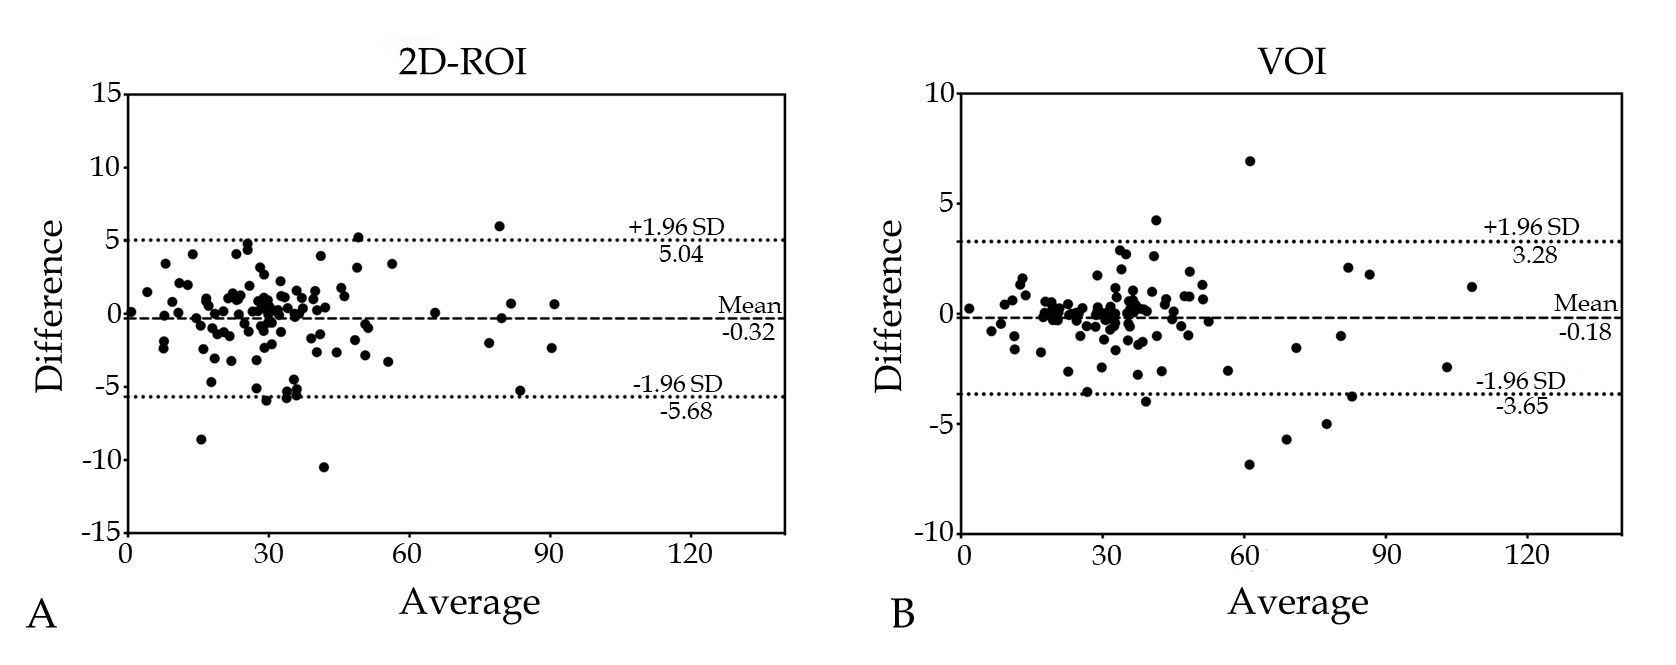 2D-ROI
15
10
5
0
-5
-10
-15
Difference
+1.96 SD
5.04
Mean
-0.32
-1.96 SD
-5.68
0 30 60 90 120
Average
A
VOI
10
5
0
-5
-10
Difference
+1.96 SD
3.28
Mean
-0.18
-1.96 SD
-3.65
0 30 60 90 120
Average
B